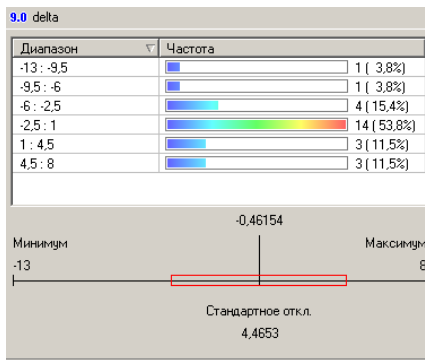 9.0 delta
Диапазон Частота
-13 : -9,5 1 ( 3,8%)
-9,5 : -6 1 ( 3,8%)
-6 : -2,5 4 (15,4%)
-2,5 : 1 14 (53,8%)
1 : 4,5 3 (11,5%)
4,5 : 8 3 (11,5%)
-0,46154
Минимум Максимум
-13 8
Стандартное откл.
4,4653